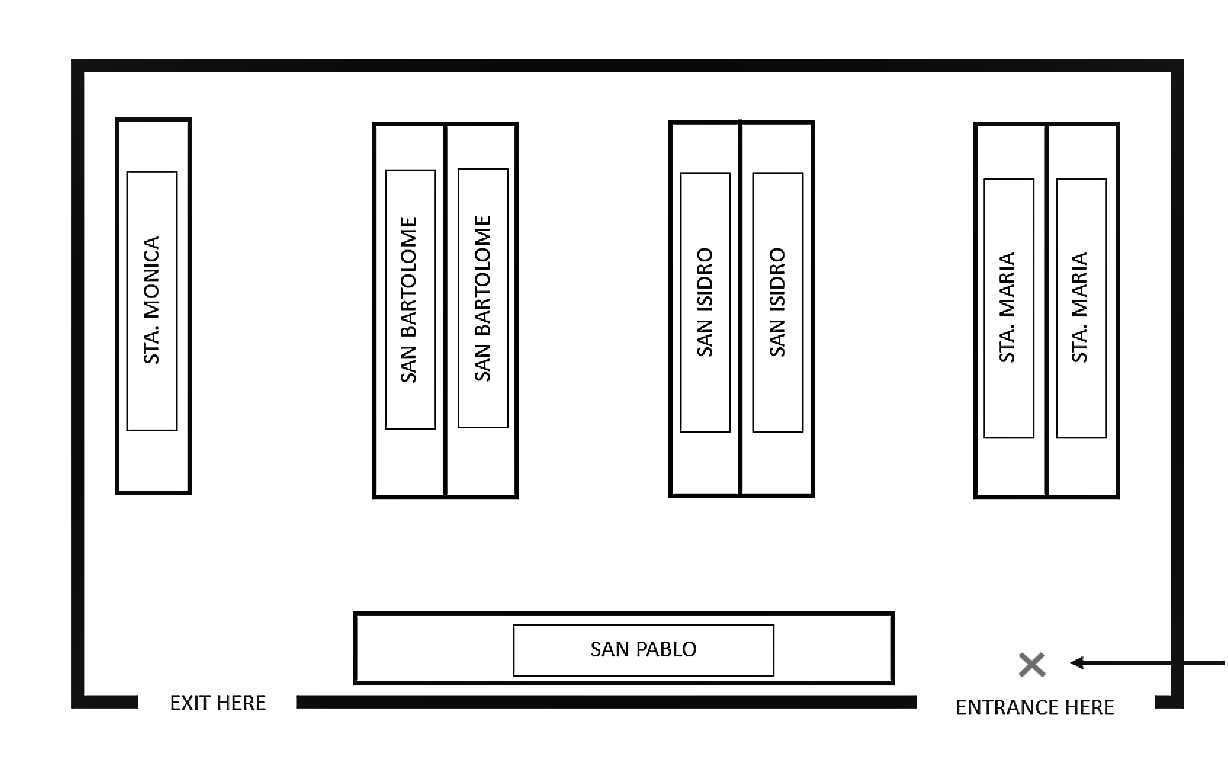 STA. MONICA
SAN BARTOLOME
SAN BARTOLOME
SAN ISIDRO
SAN ISIDRO
STA. MARIA
STA. MARIA
SAN PABLO
EXIT HERE
ENTRANCE HERE